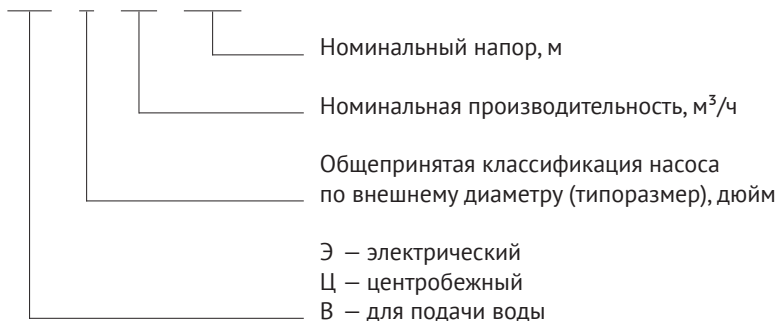 Номинальный напор, м
Номинальная производительность, м³/ч
Общепринятая классификация насоса
по внешнему диаметру (типоразмер), дюйм
Э — электрический
Ц — центробежный
В — для подачи воды